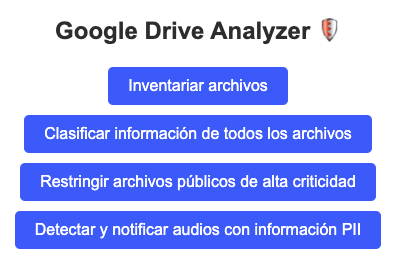 Google Drive Analyzer 🛡️
Inventariar archivos
Clasificar información de todos los archivos
Restringir archivos públicos de alta criticidad
Detectar y notificar audios con información PII